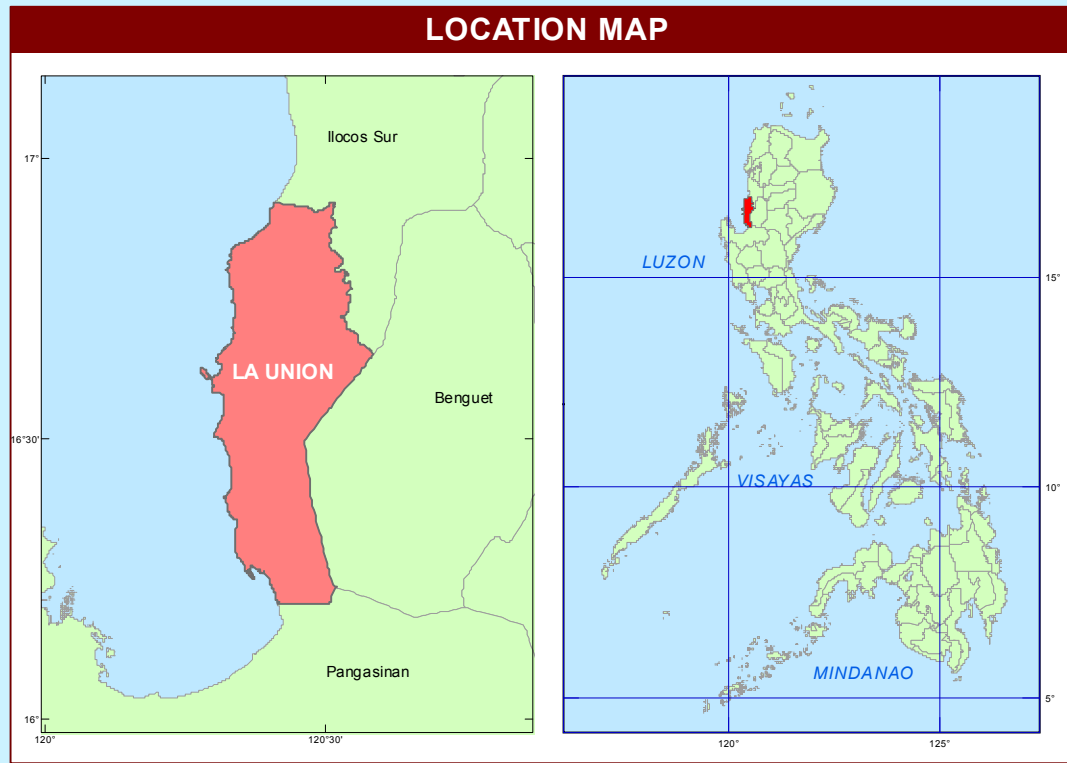 LOCATION MAP
Ilocos Sur
17°
LA UNION
Benguet
16°30'
Pangasinan
16°
120°
120°30'
LUZON
15°
VISAYAS
10°
MINDANAO
5°
120°
125°